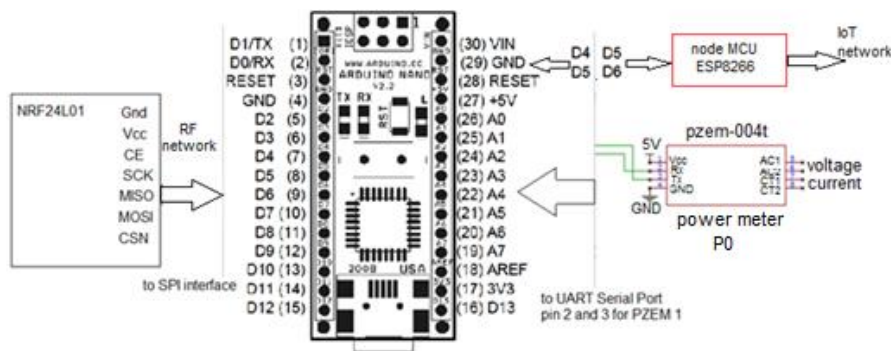 NRF24L01
Gnd
Vcc
CE
SCK
MISO
MOSI
CSN
RF
network
to SPI interface
D1/TX (1)
D0/RX (2)
RESET (3)
GND (4)
D2 (5)
D3 (6)
D4 (7)
D5 (8)
D6 (9)
D7 (10)
D8 (11)
D9 (12)
D10 (13)
D11 (14)
D12 (15)
ICSP
1
WWW.ARDUINO.CC
ARDUINO NANO
V2.2
TX RX
RST
L
2008 USA
(30) VIN
(29) GND
(28) RESET
(27) +5V
(26) A0
(25) A1
(24) A2
(23) A3
(22) A4
(21) A5
(20) A6
(19) A7
(18) AREF
(17) 3V3
(16) D13
D4 D5
D5 D6
node MCU
ESP8266
IoT
network
pzem-004t
5V
Vcc
Rx
Tx
GND
GND
AC1
voltage
current
power meter
P0
to UART Serial Port
pin 2 and 3 for PZEM 1